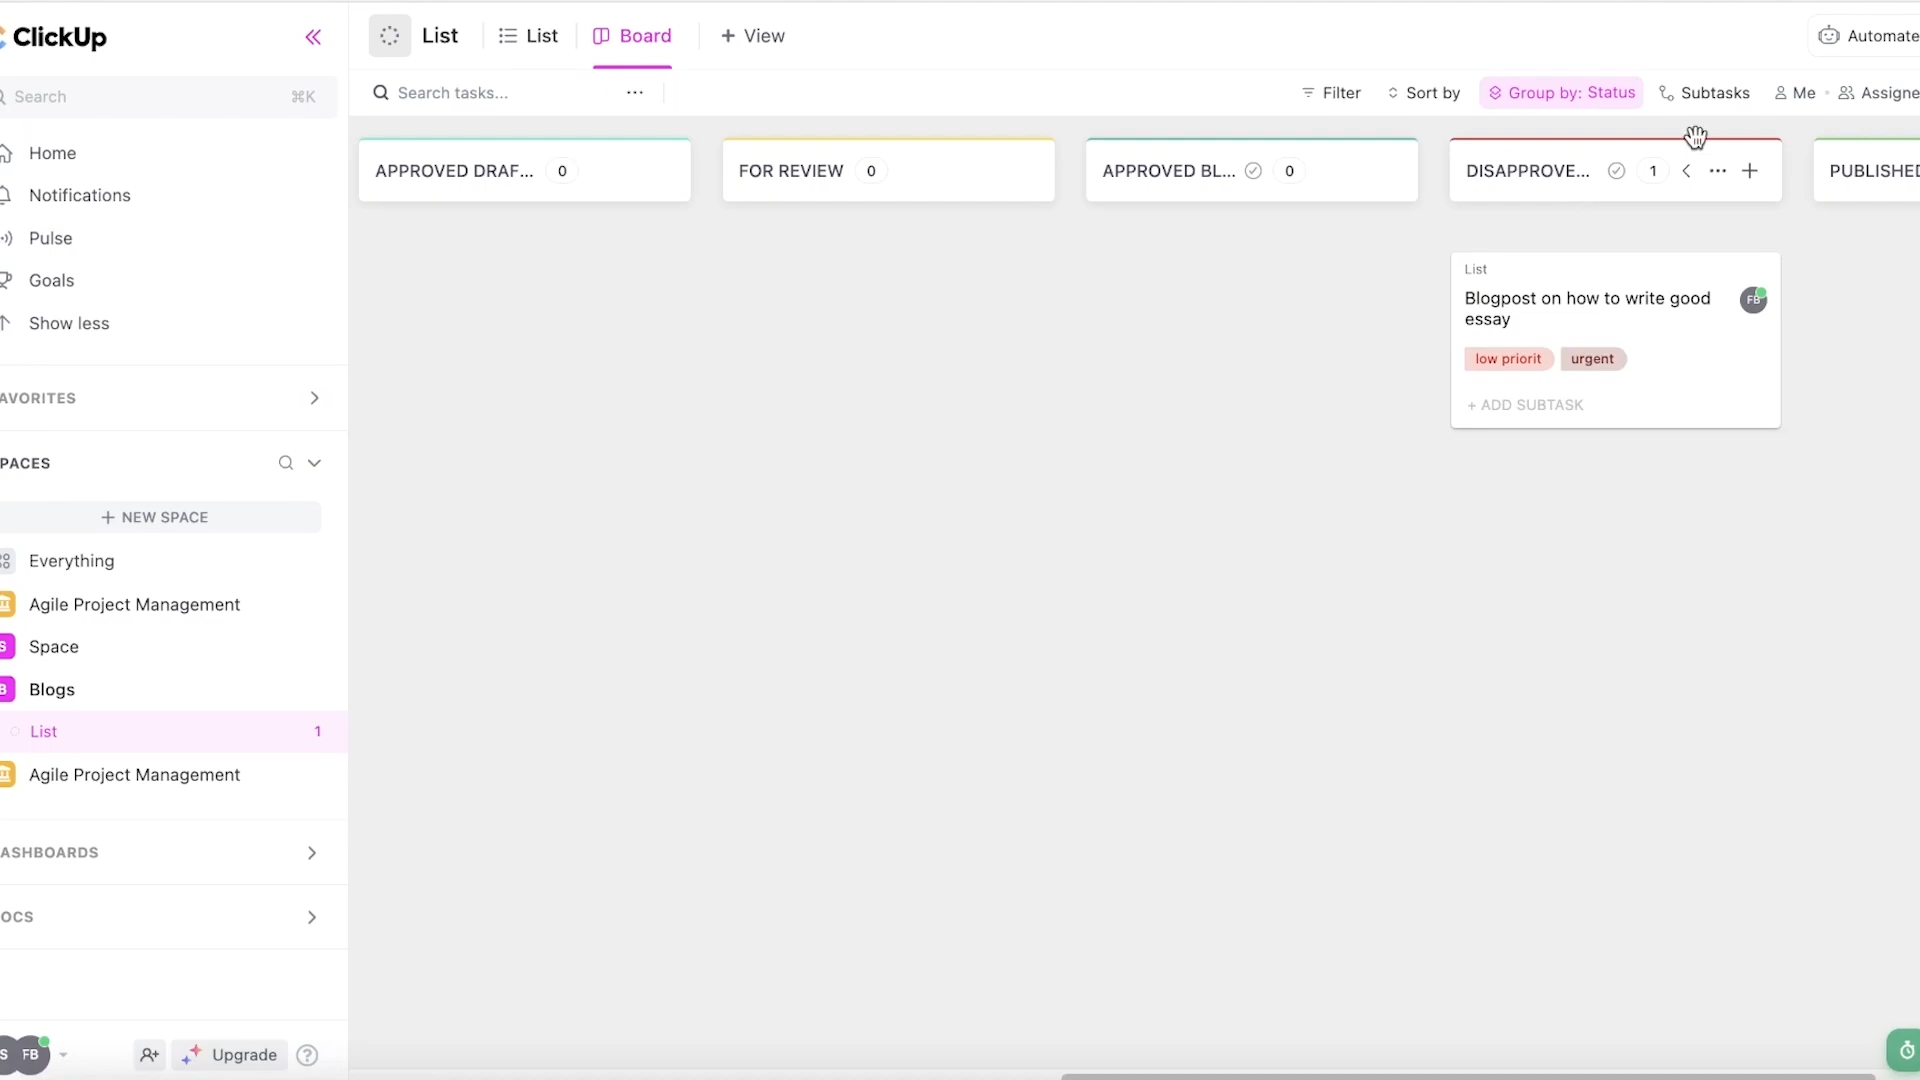 ClickUp
Search ⌘K
Home
Notifications
Pulse
Goals
Show less
AVORITES
PACES
+ NEW SPACE
Everything
Agile Project Management
S Space
B Blogs
List 1
Agile Project Management
ASHBOARDS
OCS
S FB
Upgrade
?
List
List
Board
+ View
Automate
Search tasks...
...
Filter
Sort by
Group by: Status
Subtasks
Me
Assigne
APPROVED DRAF... 0
FOR REVIEW 0
APPROVED BL... 0
DISAPPROVE... 1
PUBLISHED
List
Blogpost on how to write good
essay
FB
low priorit
urgent
+ ADD SUBTASK